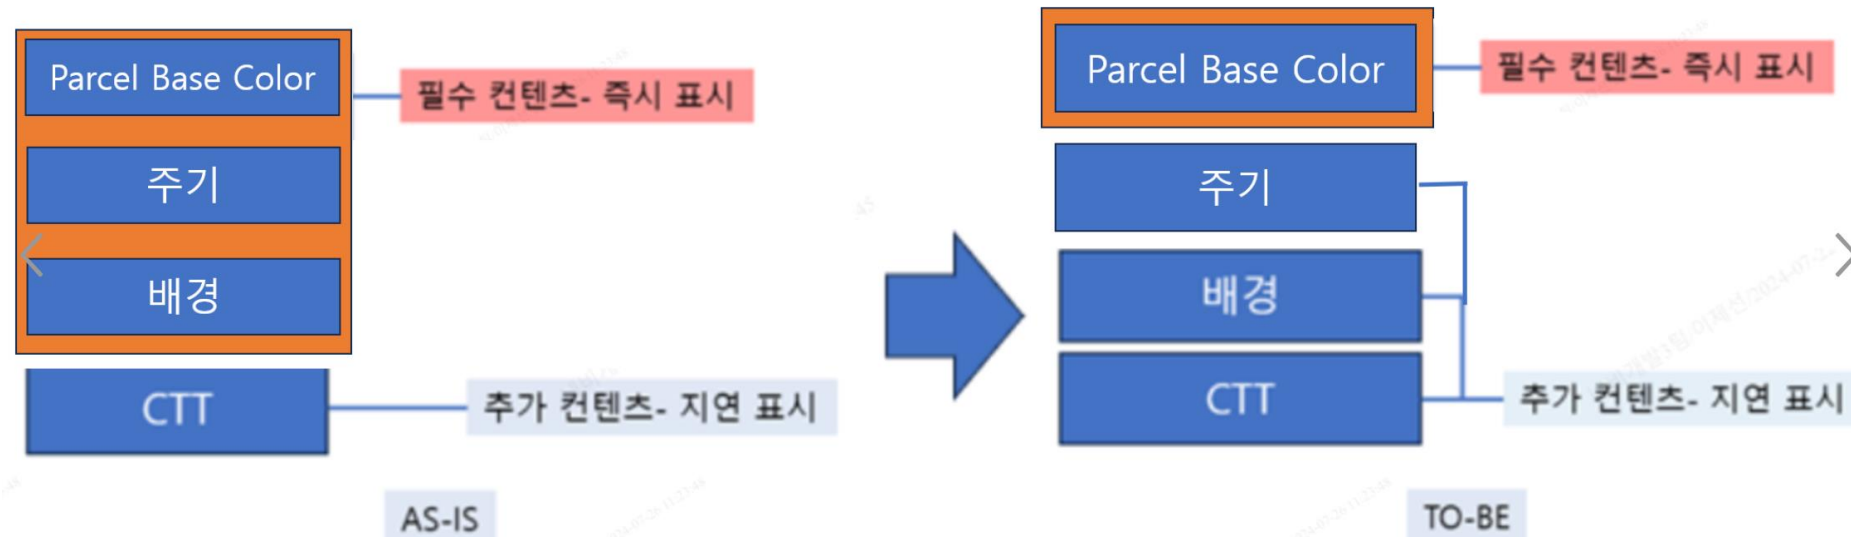 Parcel Base Color
필수 컨텐츠- 즉시 표시
주기
배경
CTT
추가 컨텐츠- 지연 표시
AS-IS
Parcel Base Color
필수 컨텐츠- 즉시 표시
주기
배경
CTT
추가 컨텐츠- 지연 표시
TO-BE